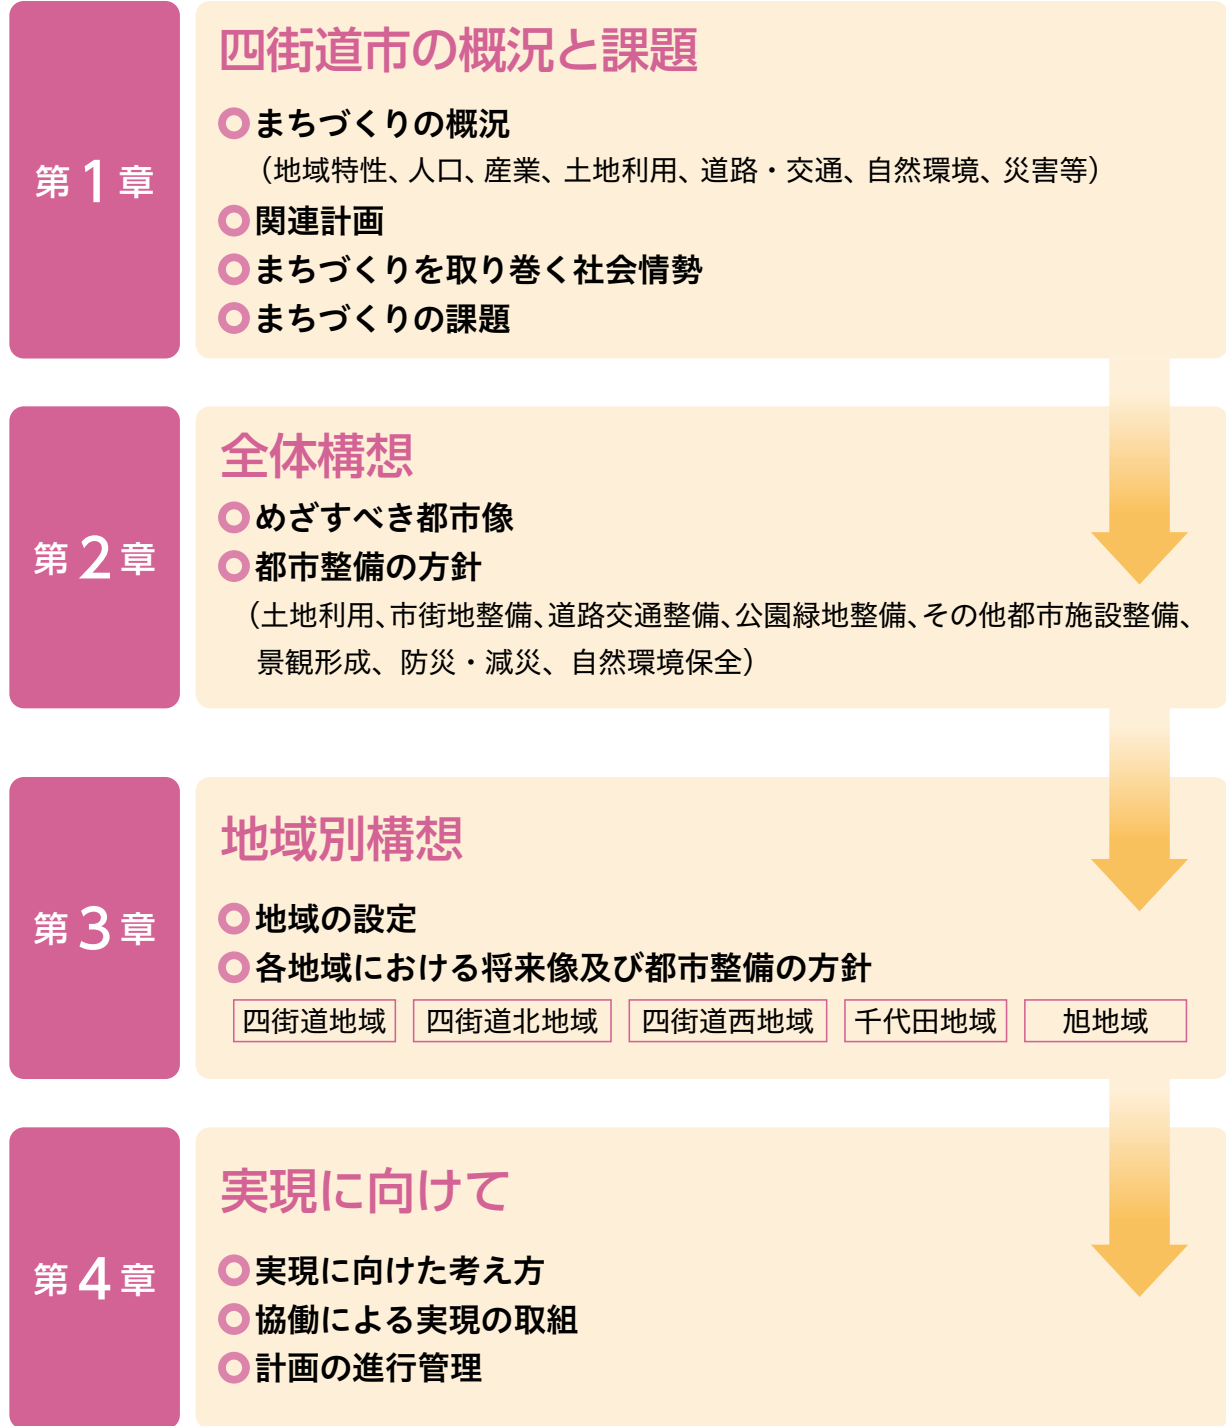 第1章
四街道市の概況と課題
まちづくりの概況
（地域特性、人口、産業、土地利用、道路・交通、自然環境、災害等）
関連計画
まちづくりを取り巻く社会情勢
まちづくりの課題
第2章
全体構想
めざすべき都市像
都市整備の方針
（土地利用、市街地整備、道路交通整備、公園緑地整備、その他都市施設整備、
景観形成、防災・減災、自然環境保全）
第3章
地域別構想
地域の設定
各地域における将来像及び都市整備の方針
四街道地域 四街道北地域 四街道西地域 千代田地域 旭地域
第4章
実現に向けて
実現に向けた考え方
協働による実現の取組
計画の進行管理